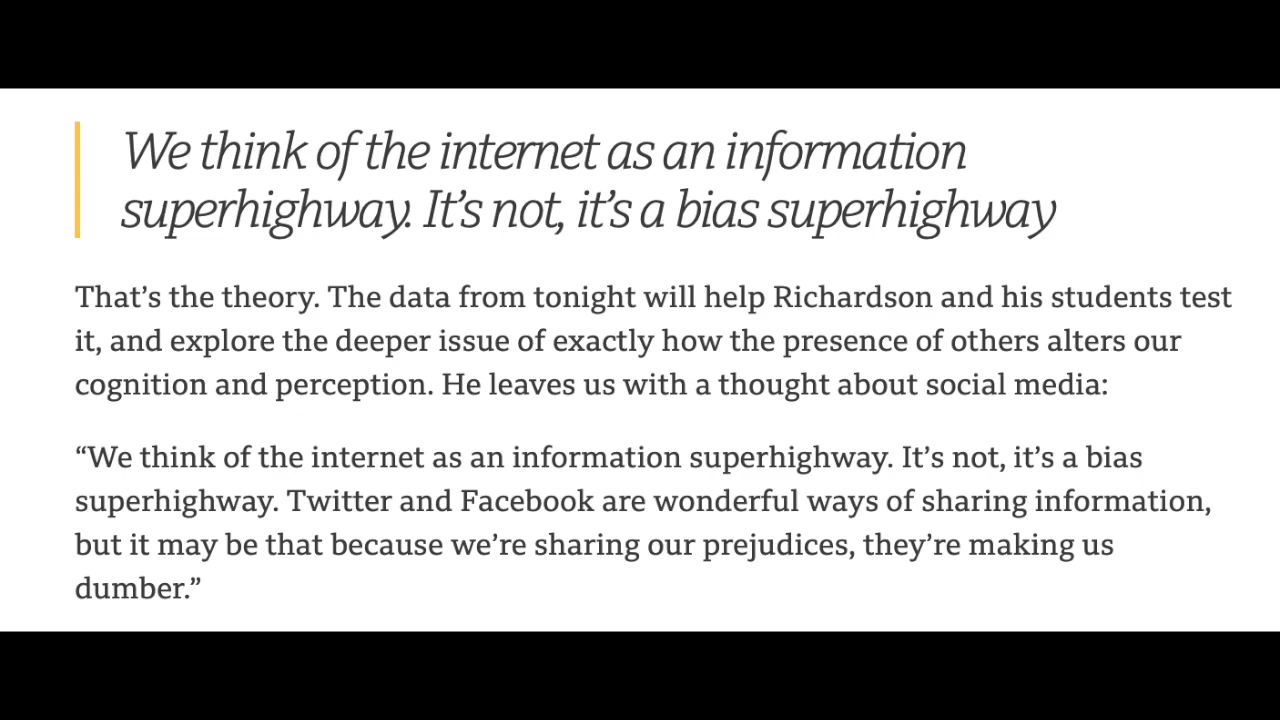 We think of the internet as an information
superhighway. It’s not, it’s a bias superhighway
That’s the theory. The data from tonight will help Richardson and his students test
it, and explore the deeper issue of exactly how the presence of others alters our
cognition and perception. He leaves us with a thought about social media:
“We think of the internet as an information superhighway. It’s not, it’s a bias
superhighway. Twitter and Facebook are wonderful ways of sharing information,
but it may be that because we’re sharing our prejudices, they’re making us
dumber.”